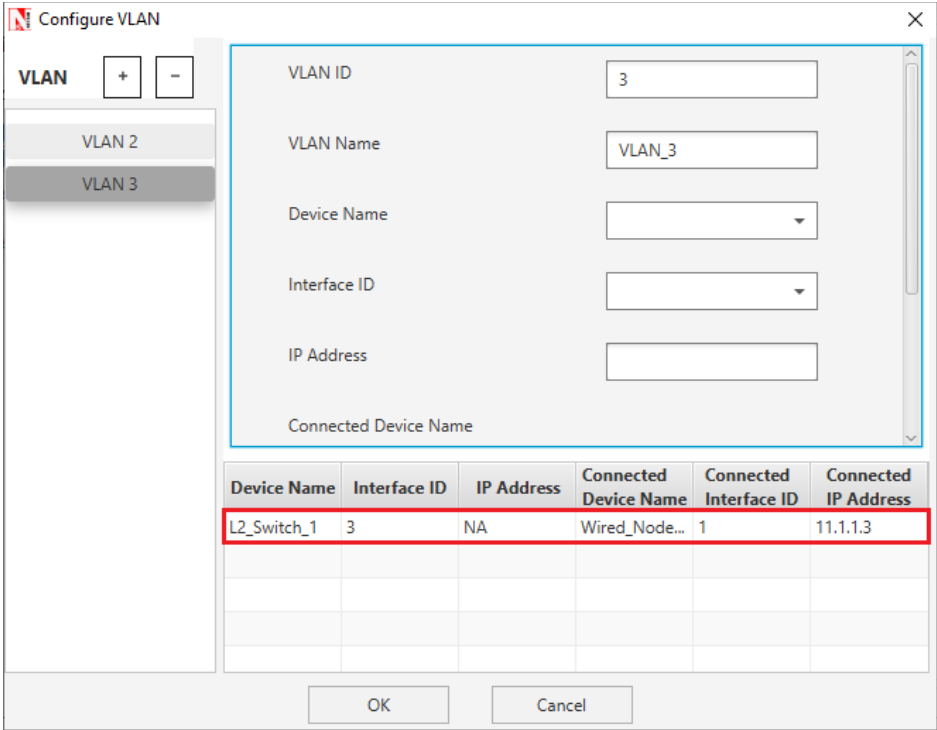 Configure VLAN
VLAN + -
VLAN 2
VLAN 3
VLAN ID 3
VLAN Name VLAN_3
Device Name
Interface ID
IP Address
Connected Device Name
Device Name Interface ID IP Address Connected Device Name Connected Interface ID Connected IP Address
L2_Switch_1 3 NA Wired_Node... 1 11.1.1.3
OK Cancel